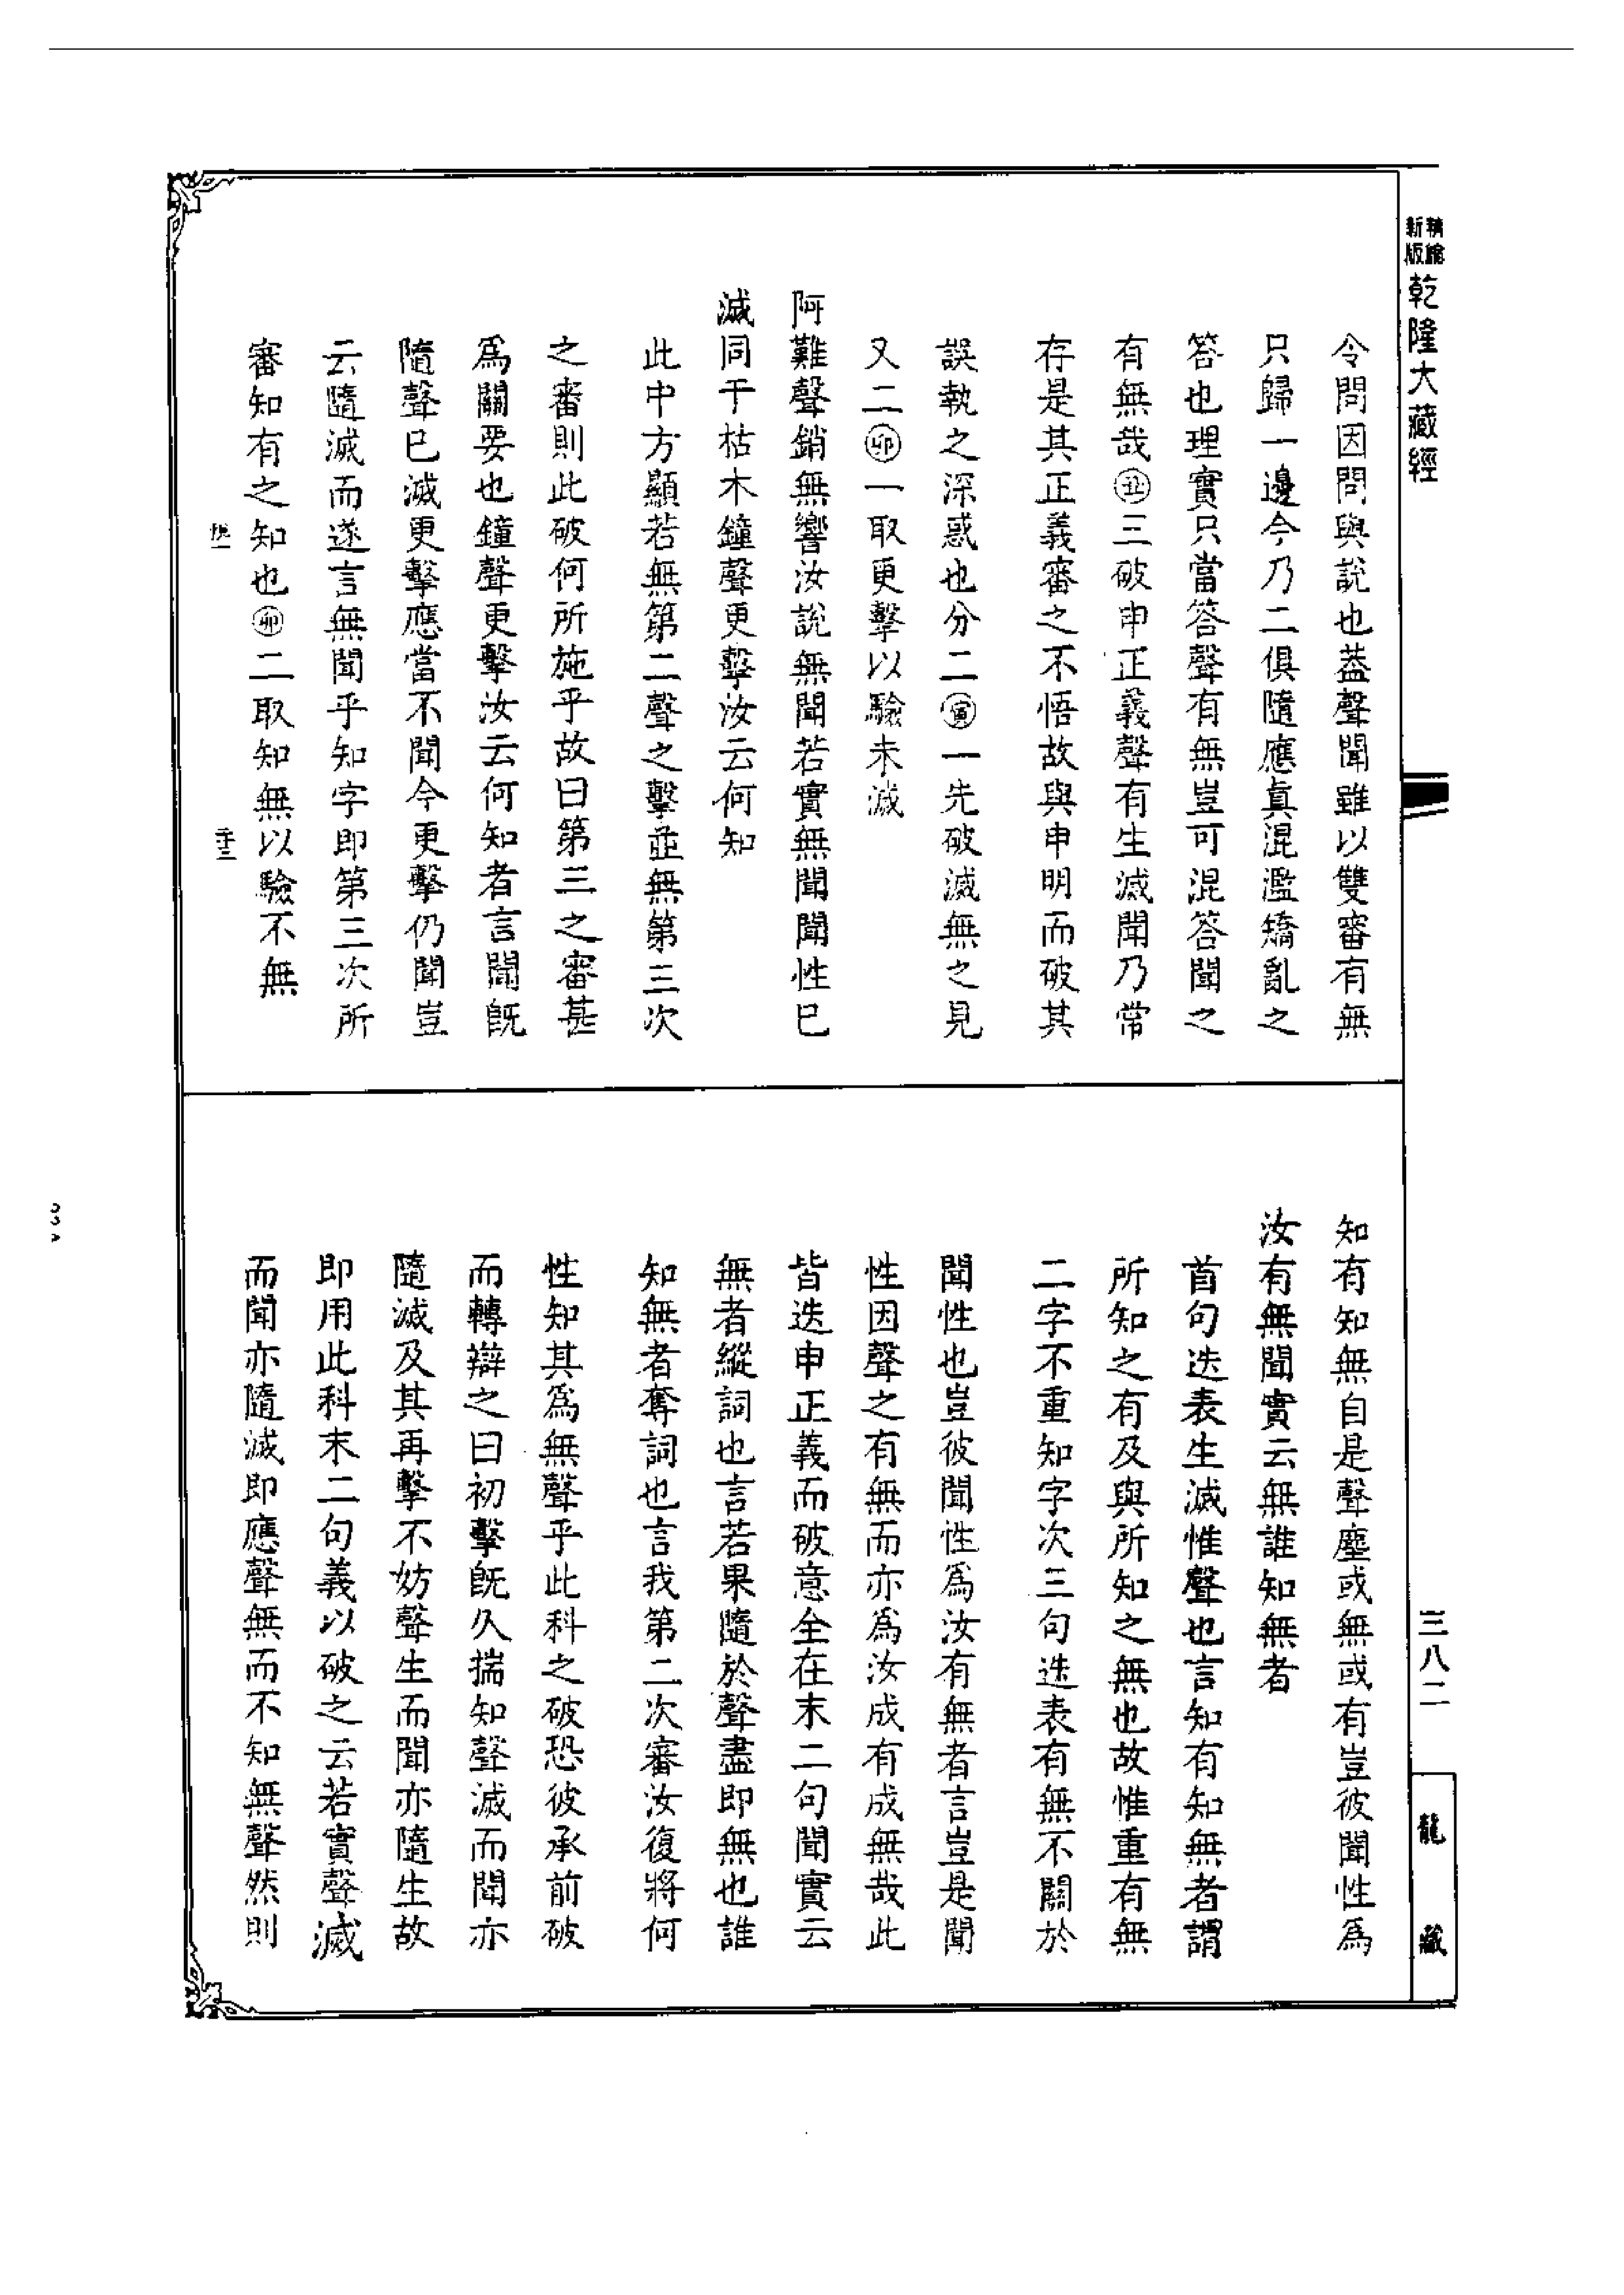 精縮新版 乾隆大藏經
令問因問與說也葢聲聞雖以雙審有無
只歸一邊今乃二俱隨應真混濫矯亂之
答也理實只當答聲有無豈可混答聞之
有無哉㊄三破申正義聲有生滅聞乃常
存是其正義審之不悟故與申明而破其
誤執之深惑也分二寅一先破滅無之見
又二卯一取更擊以驗未滅
阿難聲銷無響汝說無聞若實無聞聞性已
滅同于枯木鐘聲更擊汝云何知
此中方顯若無第二聲之擊並無第三次
之審則此破何所施乎故曰第三之審甚
為關要也鐘聲更擊汝云何知者言聞既
隨聲已滅更擊應當不聞今更擊仍聞豈
云隨滅而遂言無聞乎知字即第三次所
審知有之知也卯二取知無以驗不無
知有知無自是聲塵或無或有豈彼聞性為
汝有無聞實云無誰知無者
首句迭表生滅惟聲也言知有知無者謂
所知之有及與所知之無也故惟重有無
二字不重知字次三句迭表有無不關於
聞性也豈彼聞性為汝有無者言豈是聞
性因聲之有無而亦為汝成有成無哉此
皆迭申正義而破意全在末二句聞實云
無者縱詞也言若果隨於聲盡即無也誰
知無者奪詞也言我第二次審汝復將何
性知其為無聲乎此科之破恐彼承前破
而轉辯之曰初擊既久揣知聲滅而聞亦
隨滅及其再擊不妨聲生而聞亦隨生故
即用此科末二句義以破之云若實聲滅
而聞亦隨滅即應聲無而不知無聲然則
三八二
龍藏